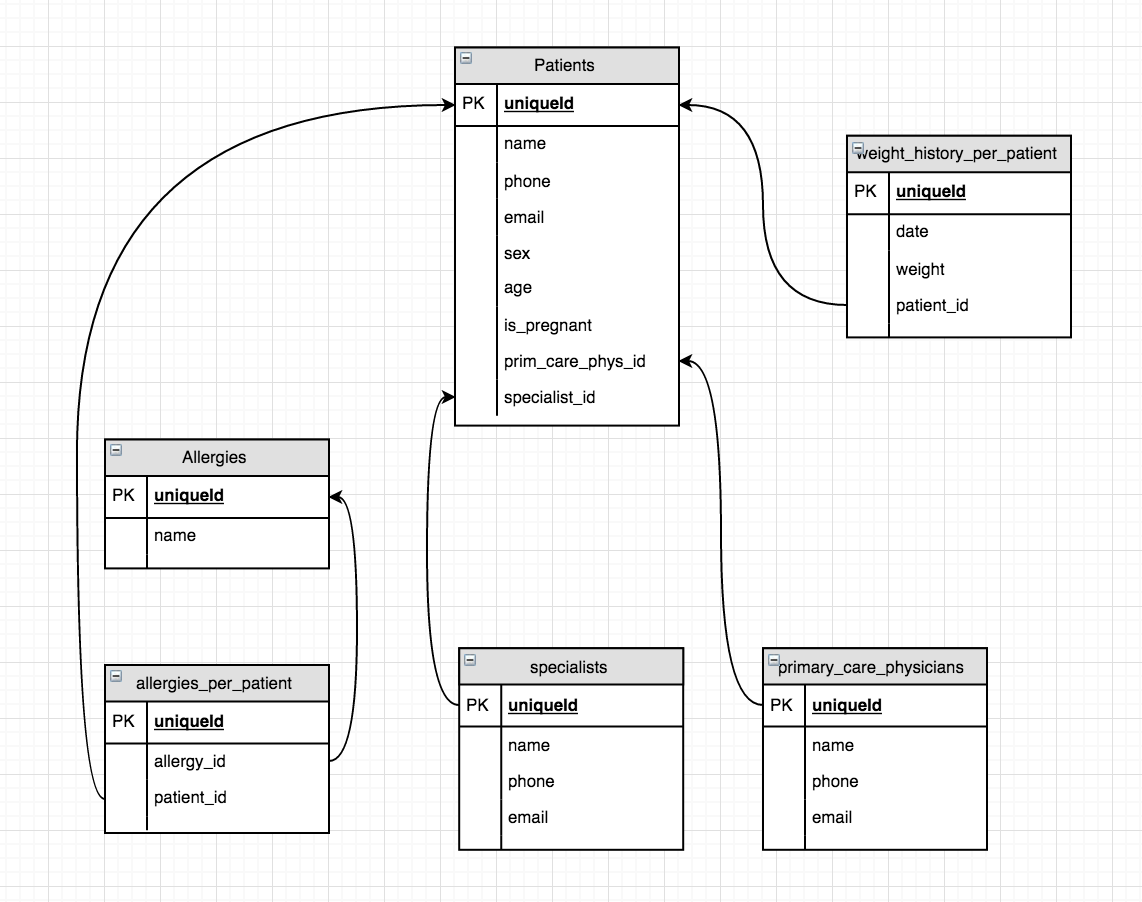 Patients
PK uniqueId
name
phone
email
sex
age
is_pregnant
prim_care_phys_id
specialist_id
weight_history_per_patient
PK uniqueId
date
weight
patient_id
Allergies
PK uniqueId
name
allergies_per_patient
PK uniqueId
allergy_id
patient_id
specialists
PK uniqueId
name
phone
email
primary_care_physicians
PK uniqueId
name
phone
email